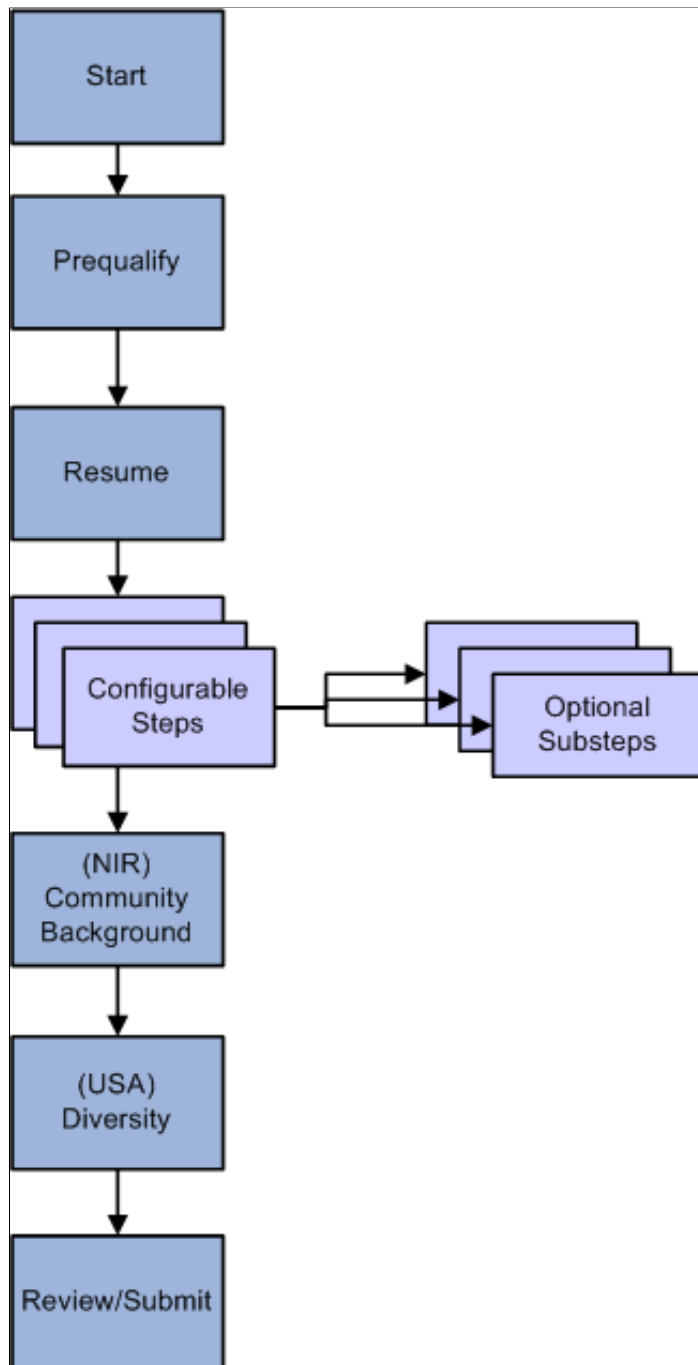 Start
Prequalify
Resume
Configurable
Steps
Optional
Substeps
(NIR)
Community
Background
(USA)
Diversity
Review/Submit